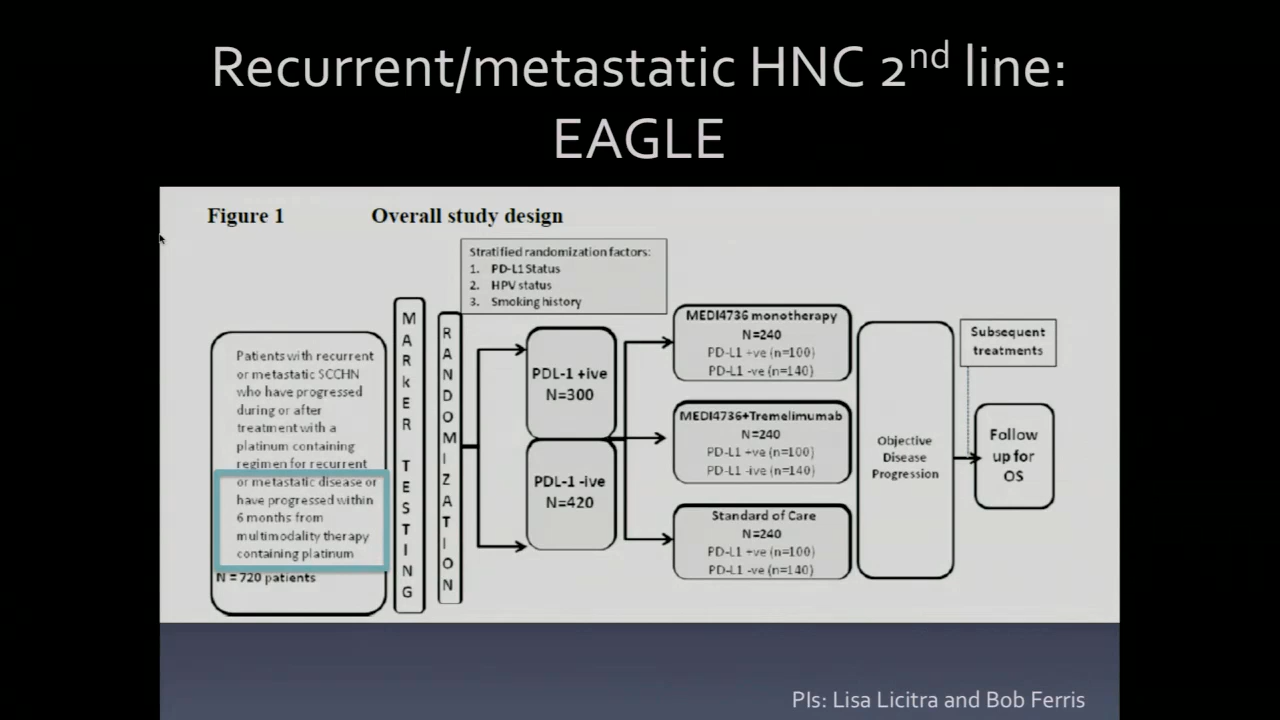 Recurrent/metastatic HNC 2nd line:
EAGLE
Figure 1 Overall study design
Stratified randomization factors:
1. PD-L1 Status
2. HPV status
3. Smoking history
Patients with recurrent
or metastatic SCCHN
who have progressed
during or after
treatment with a
platinum containing
regimen for recurrent
or metastatic disease or
have progressed within
6 months from
multimodality therapy
containing platinum
N = 720 patients
MARkER TESTING
RANDOMIZATION
PDL-1 +ive
N=300
PDL-1 -ive
N=420
MEDI4736 monotherapy
N=240
PD-L1 +ve (n=100)
PD-L1 -ve (n=140)
MEDI4736+Tremelimumab
N=240
PD-L1 +ve (n=100)
PD-L1 -ive (n=140)
Standard of Care
N=240
PD-L1 +ve (n=100)
PD-L1 -ve (n=140)
Objective
Disease
Progression
Subsequent
treatments
Follow
up for
OS
PIs: Lisa Licitra and Bob Ferris